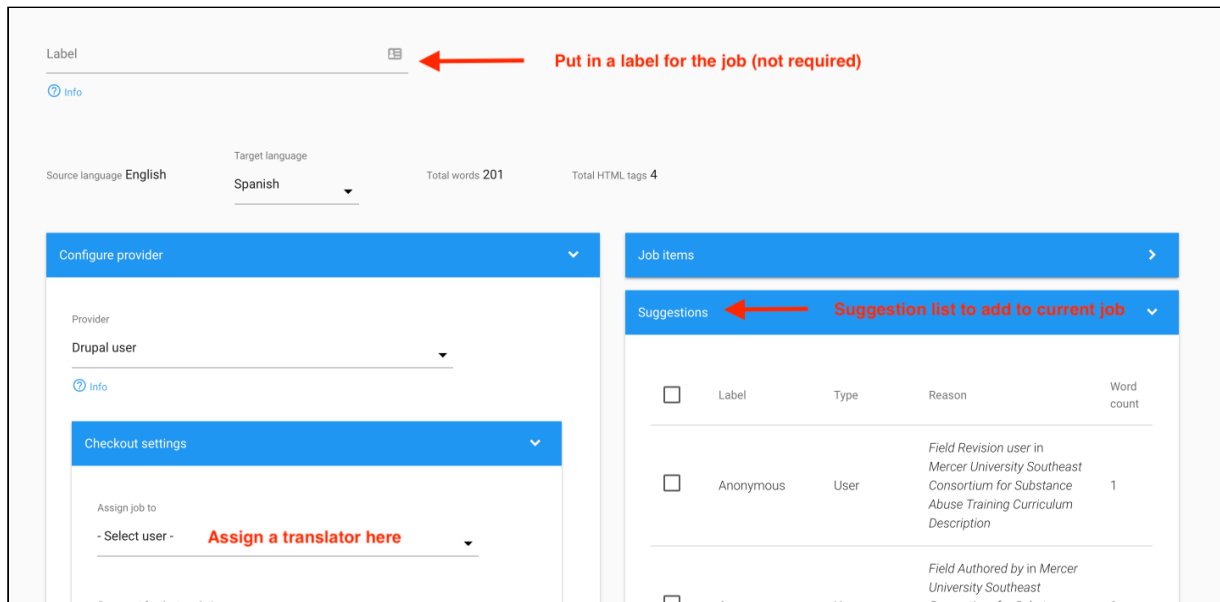 Label
Put in a label for the job (not required)
Info
Source language English
Target language
Spanish
Total words 201
Total HTML tags 4
Configure provider
Provider
Drupal user
Info
Checkout settings
Assign job to
- Select user -
Assign a translator here
Job items
Suggestions
Suggestion list to add to current job
Label
Type
Reason
Word
count
Anonymous
User
Field Revision user in
Mercer University Southeast
Consortium for Substance
Abuse Training Curriculum
Description
1
Field Authored by in Mercer
University Southeast